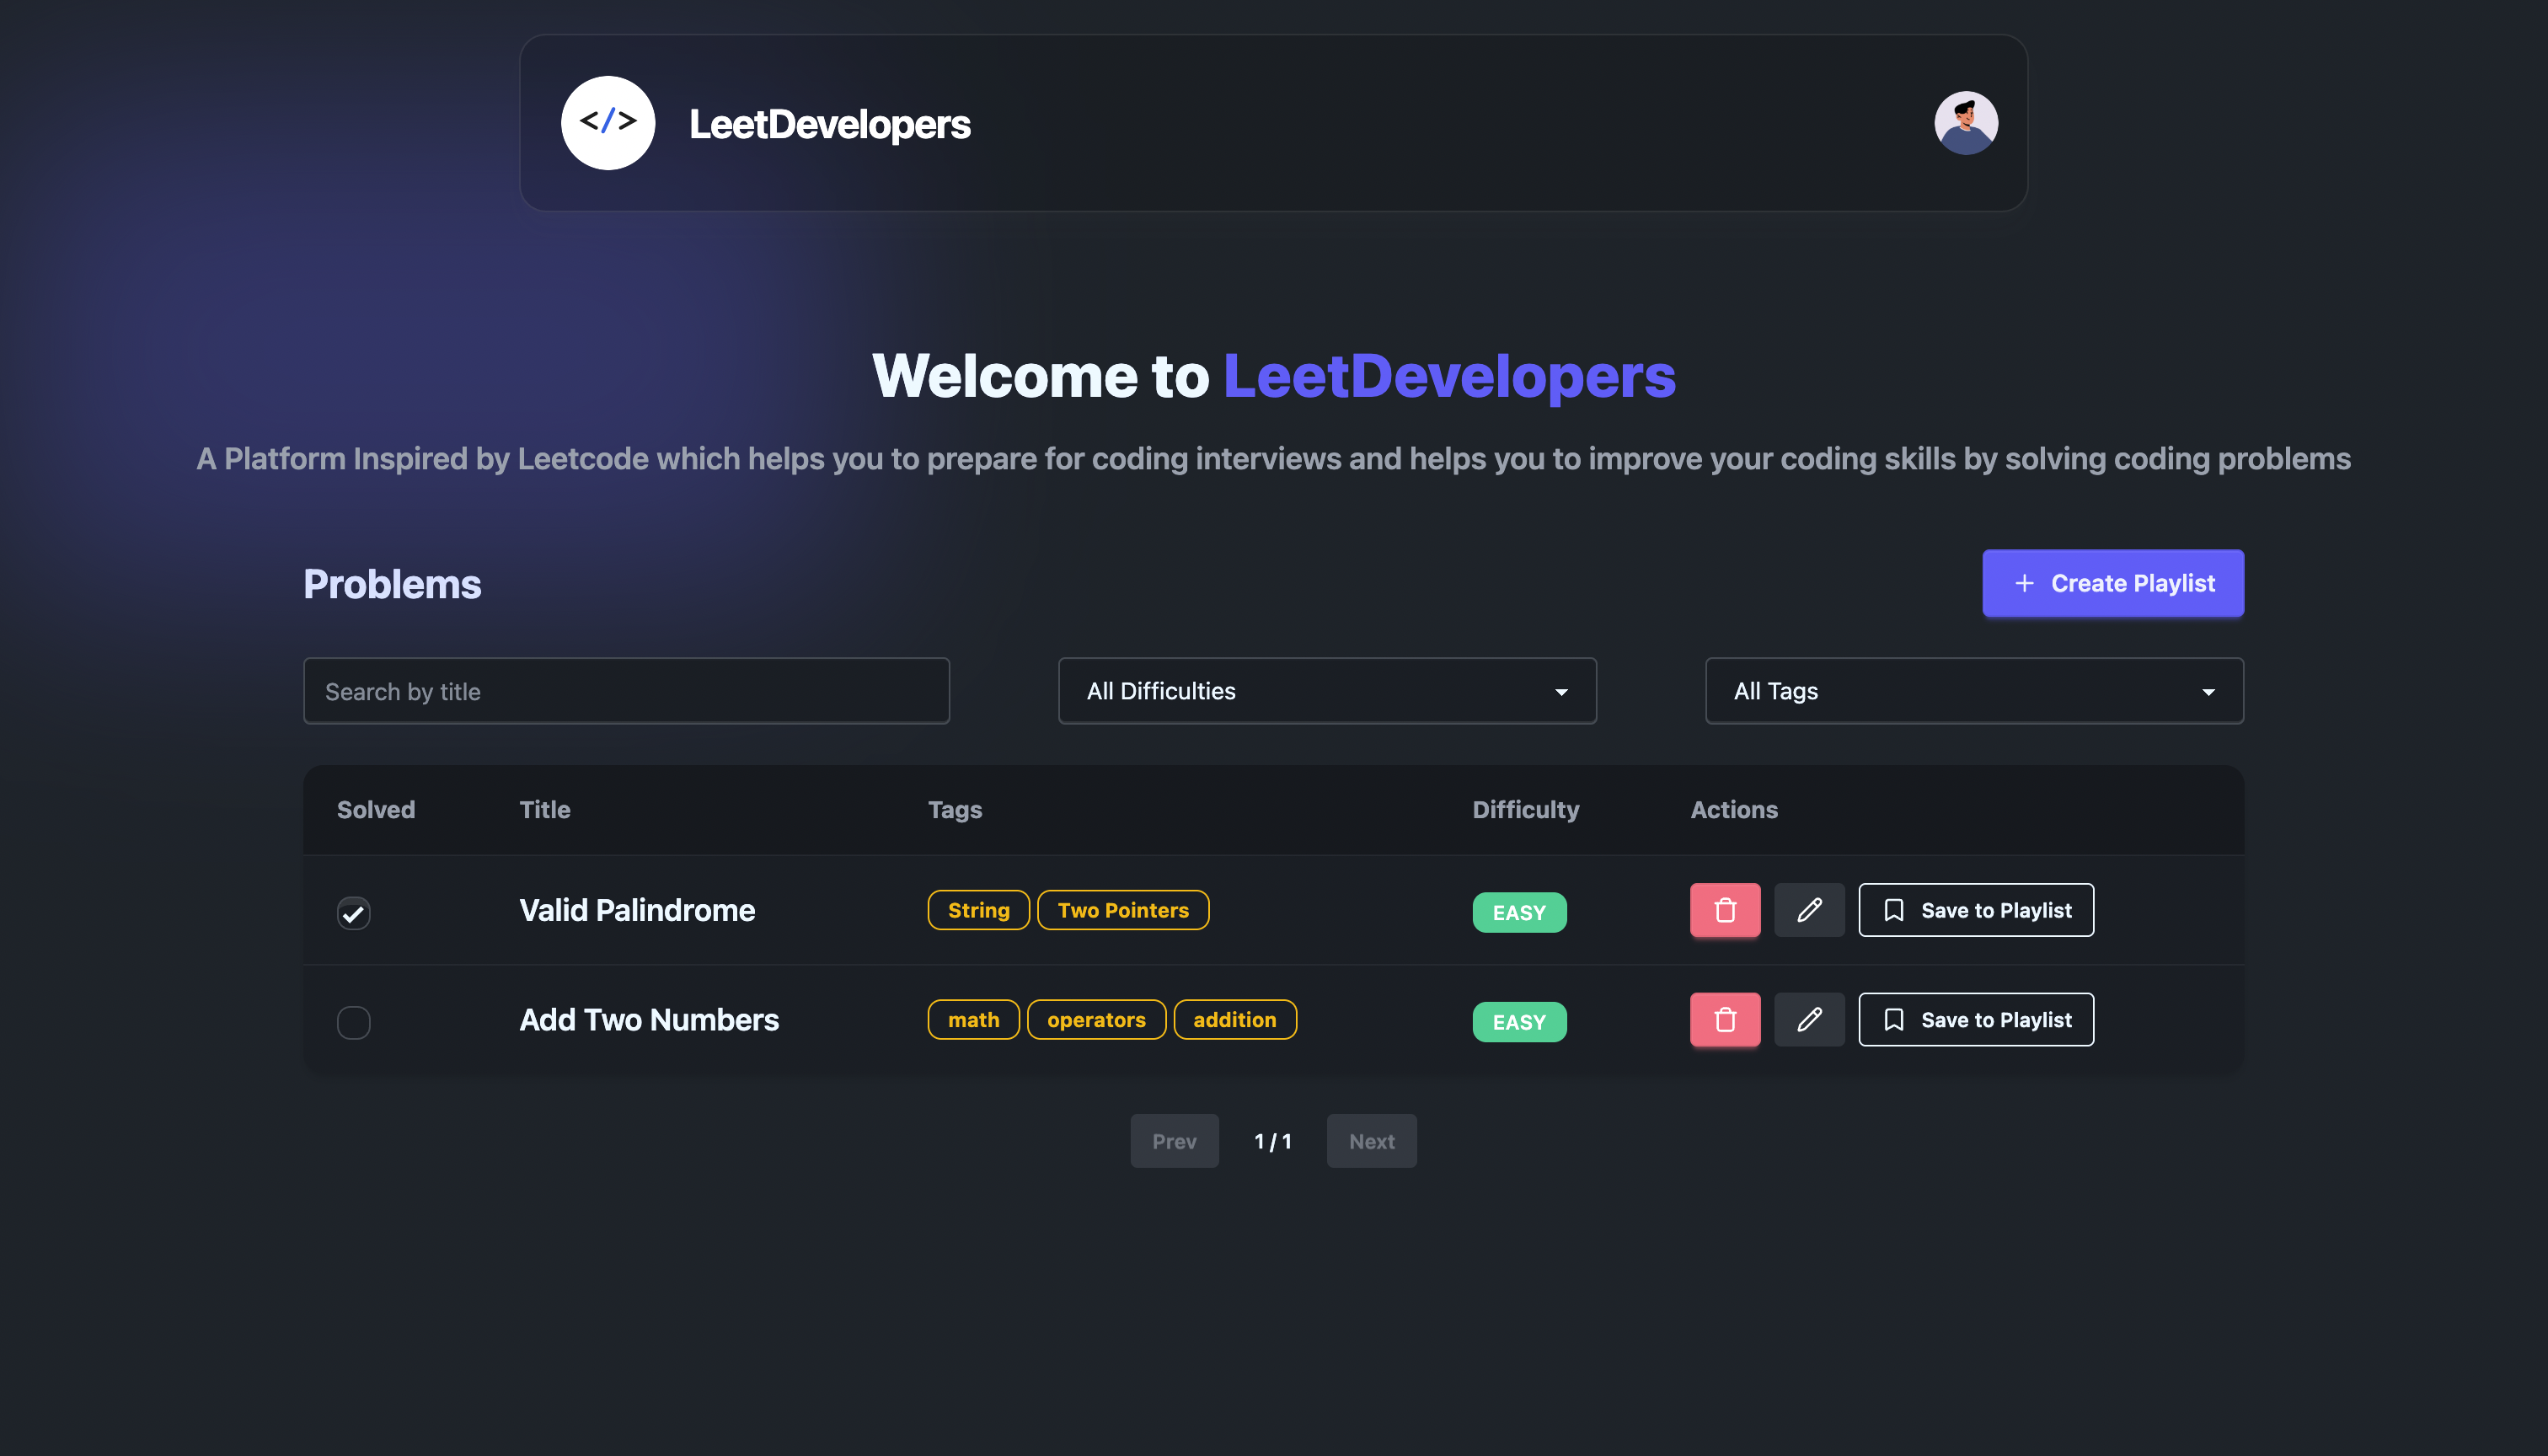 </> LeetDevelopers
Welcome to LeetDevelopers
A Platform Inspired by Leetcode which helps you to prepare for coding interviews and helps you to improve your coding skills by solving coding problems
Problems
+ Create Playlist
Search by title
All Difficulties
All Tags
Solved Title Tags Difficulty Actions
Valid Palindrome String Two Pointers EASY Save to Playlist
Add Two Numbers math operators addition EASY Save to Playlist
Prev 1 / 1 Next